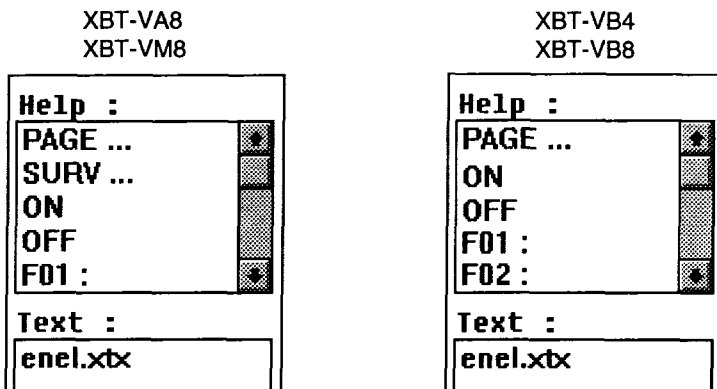 XBT-VA8
XBT-VM8
Help :
PAGE ...
SURV ...
ON
OFF
F01 :
Text :
enel.xtx
XBT-VB4
XBT-VB8
Help :
PAGE ...
ON
OFF
F01 :
F02 :
Text :
enel.xtx